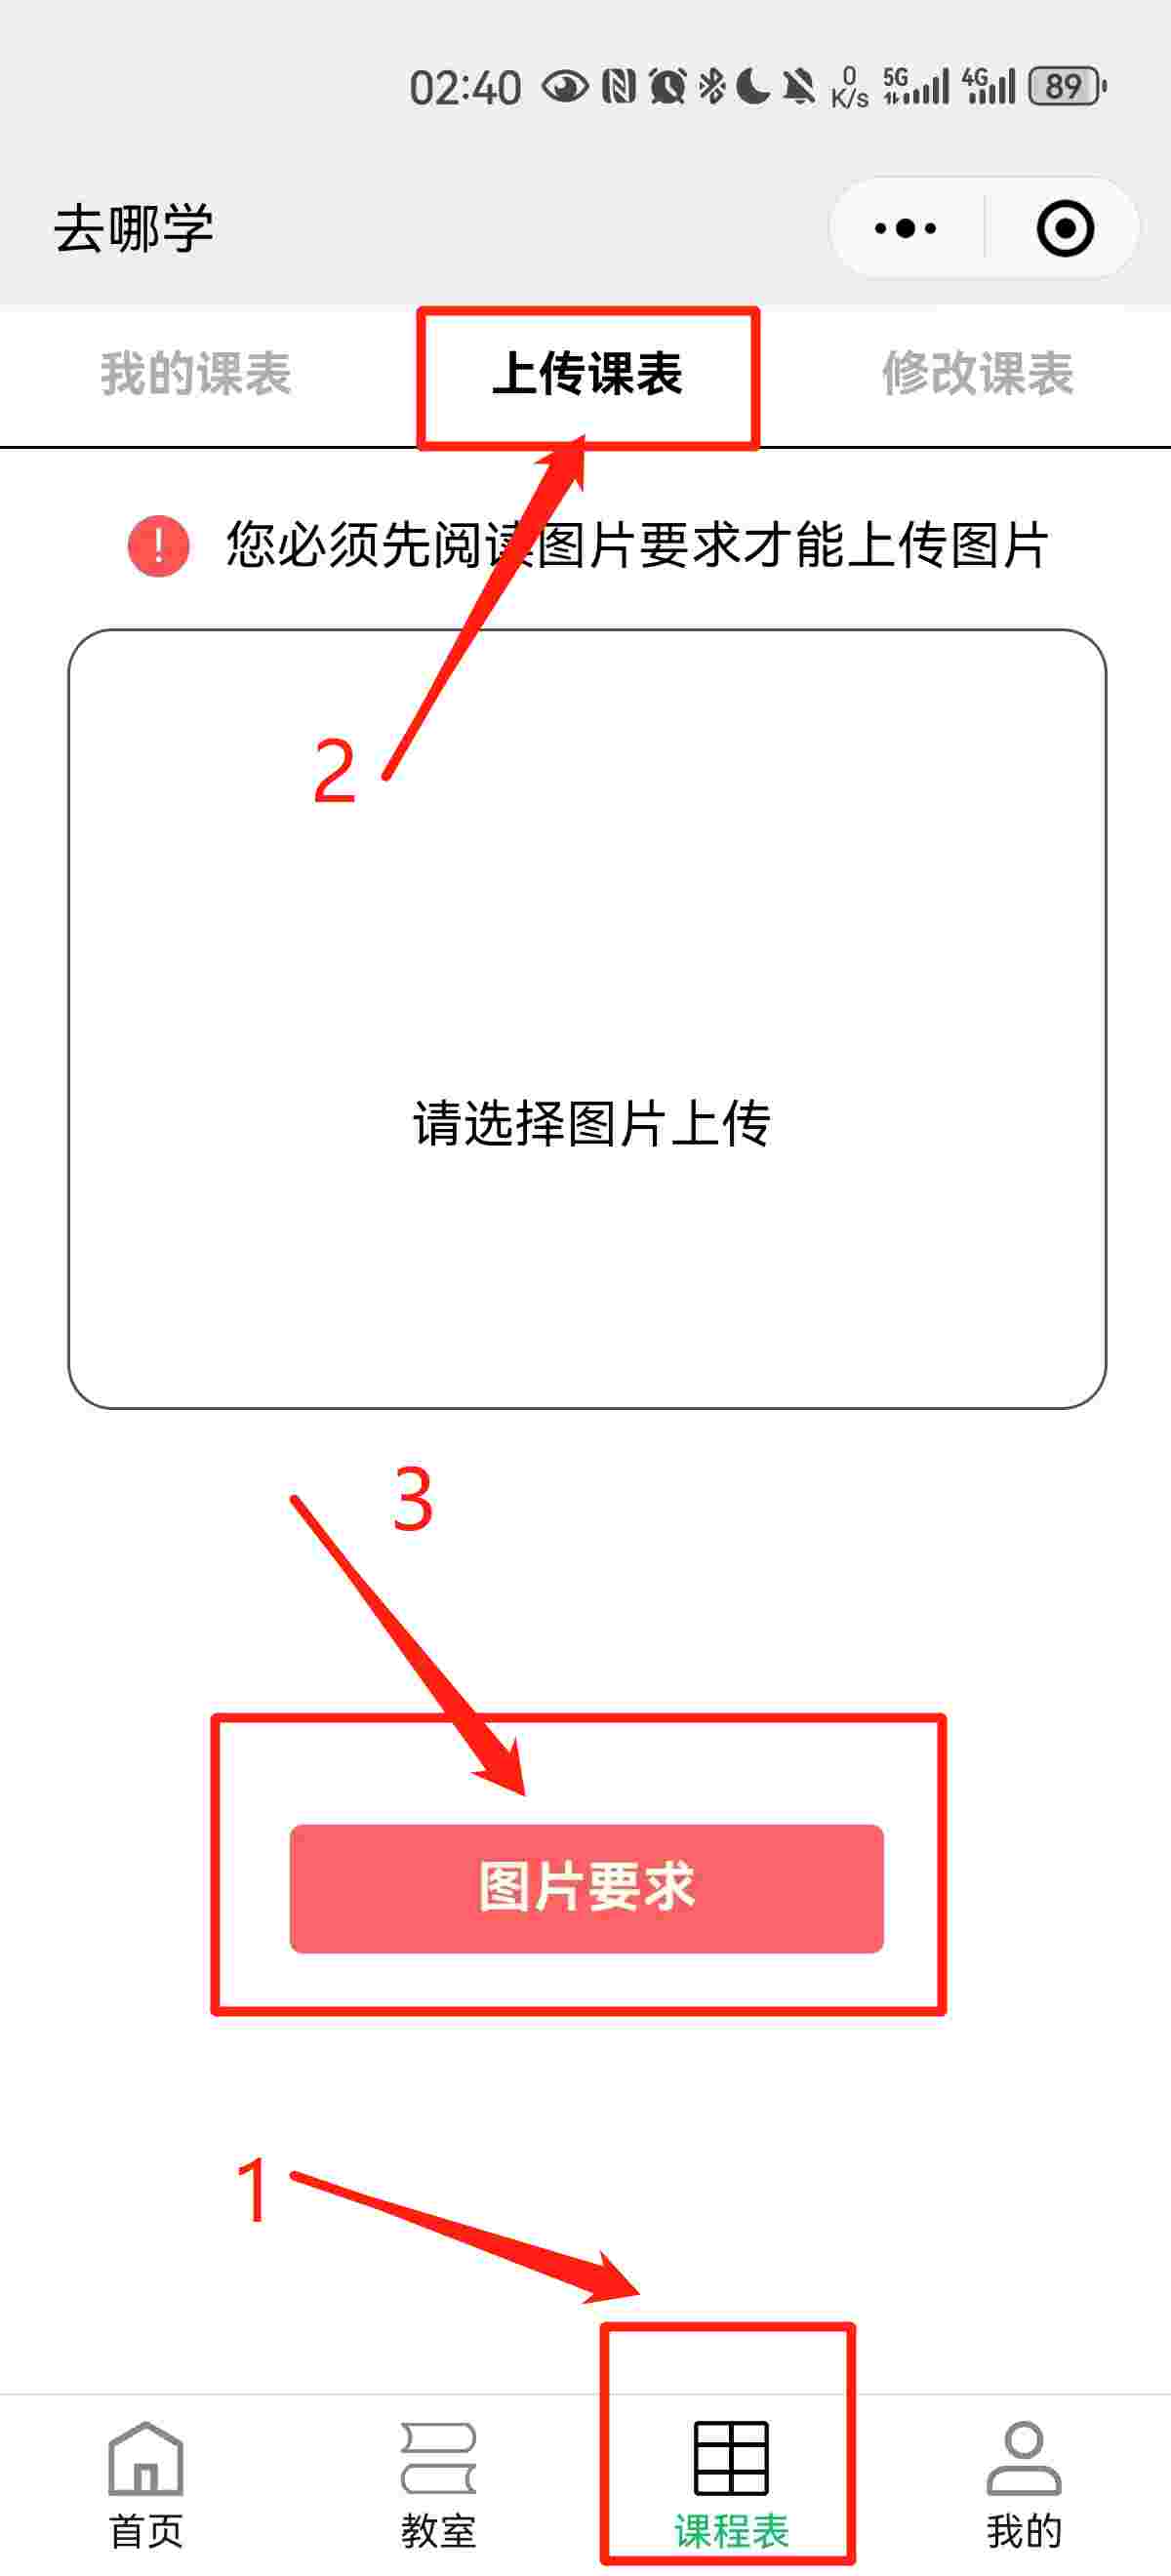 02:40 0 K/s 5G 4G 89
去哪学
我的课表 上传课表 修改课表
您必须先阅读图片要求才能上传图片
2
请选择图片上传
3
图片要求
1
首页 教室 课程表 我的